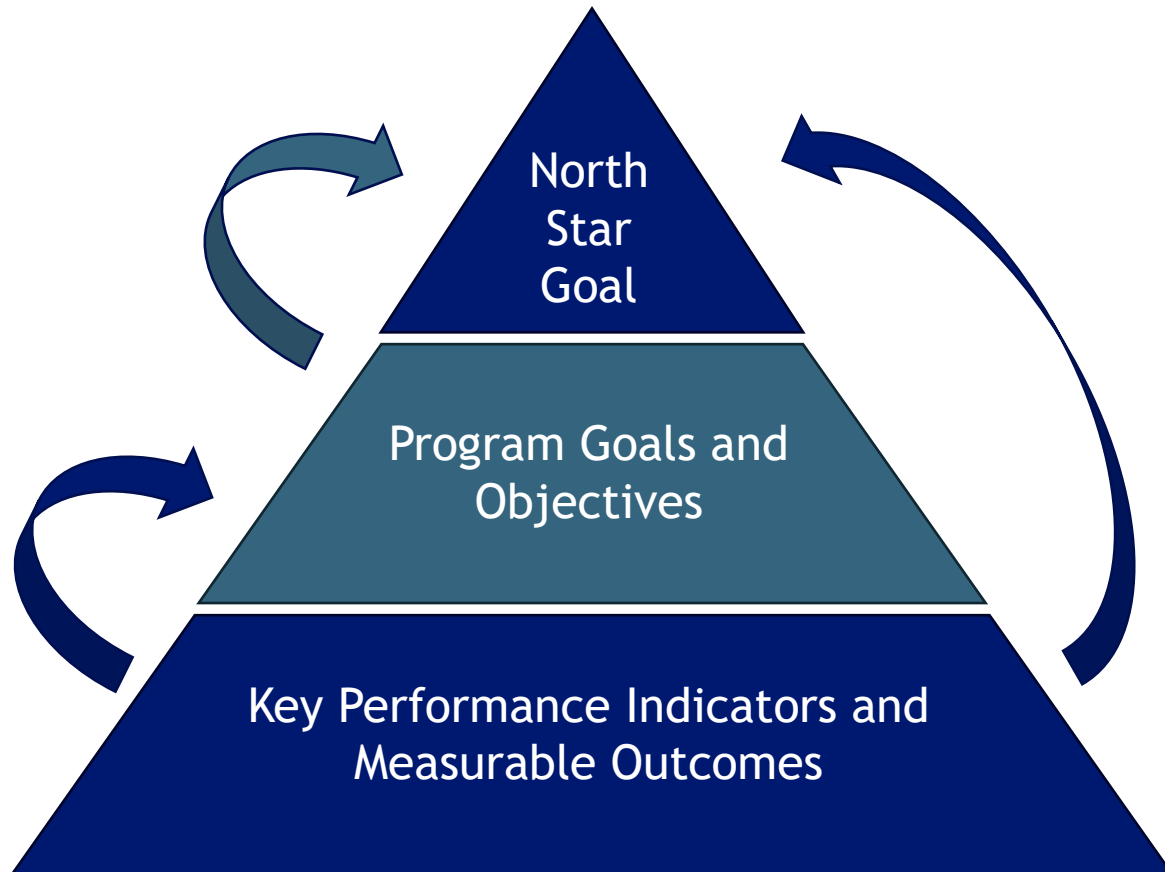 North
Star
Goal
Program Goals and
Objectives
Key Performance Indicators and
Measurable Outcomes